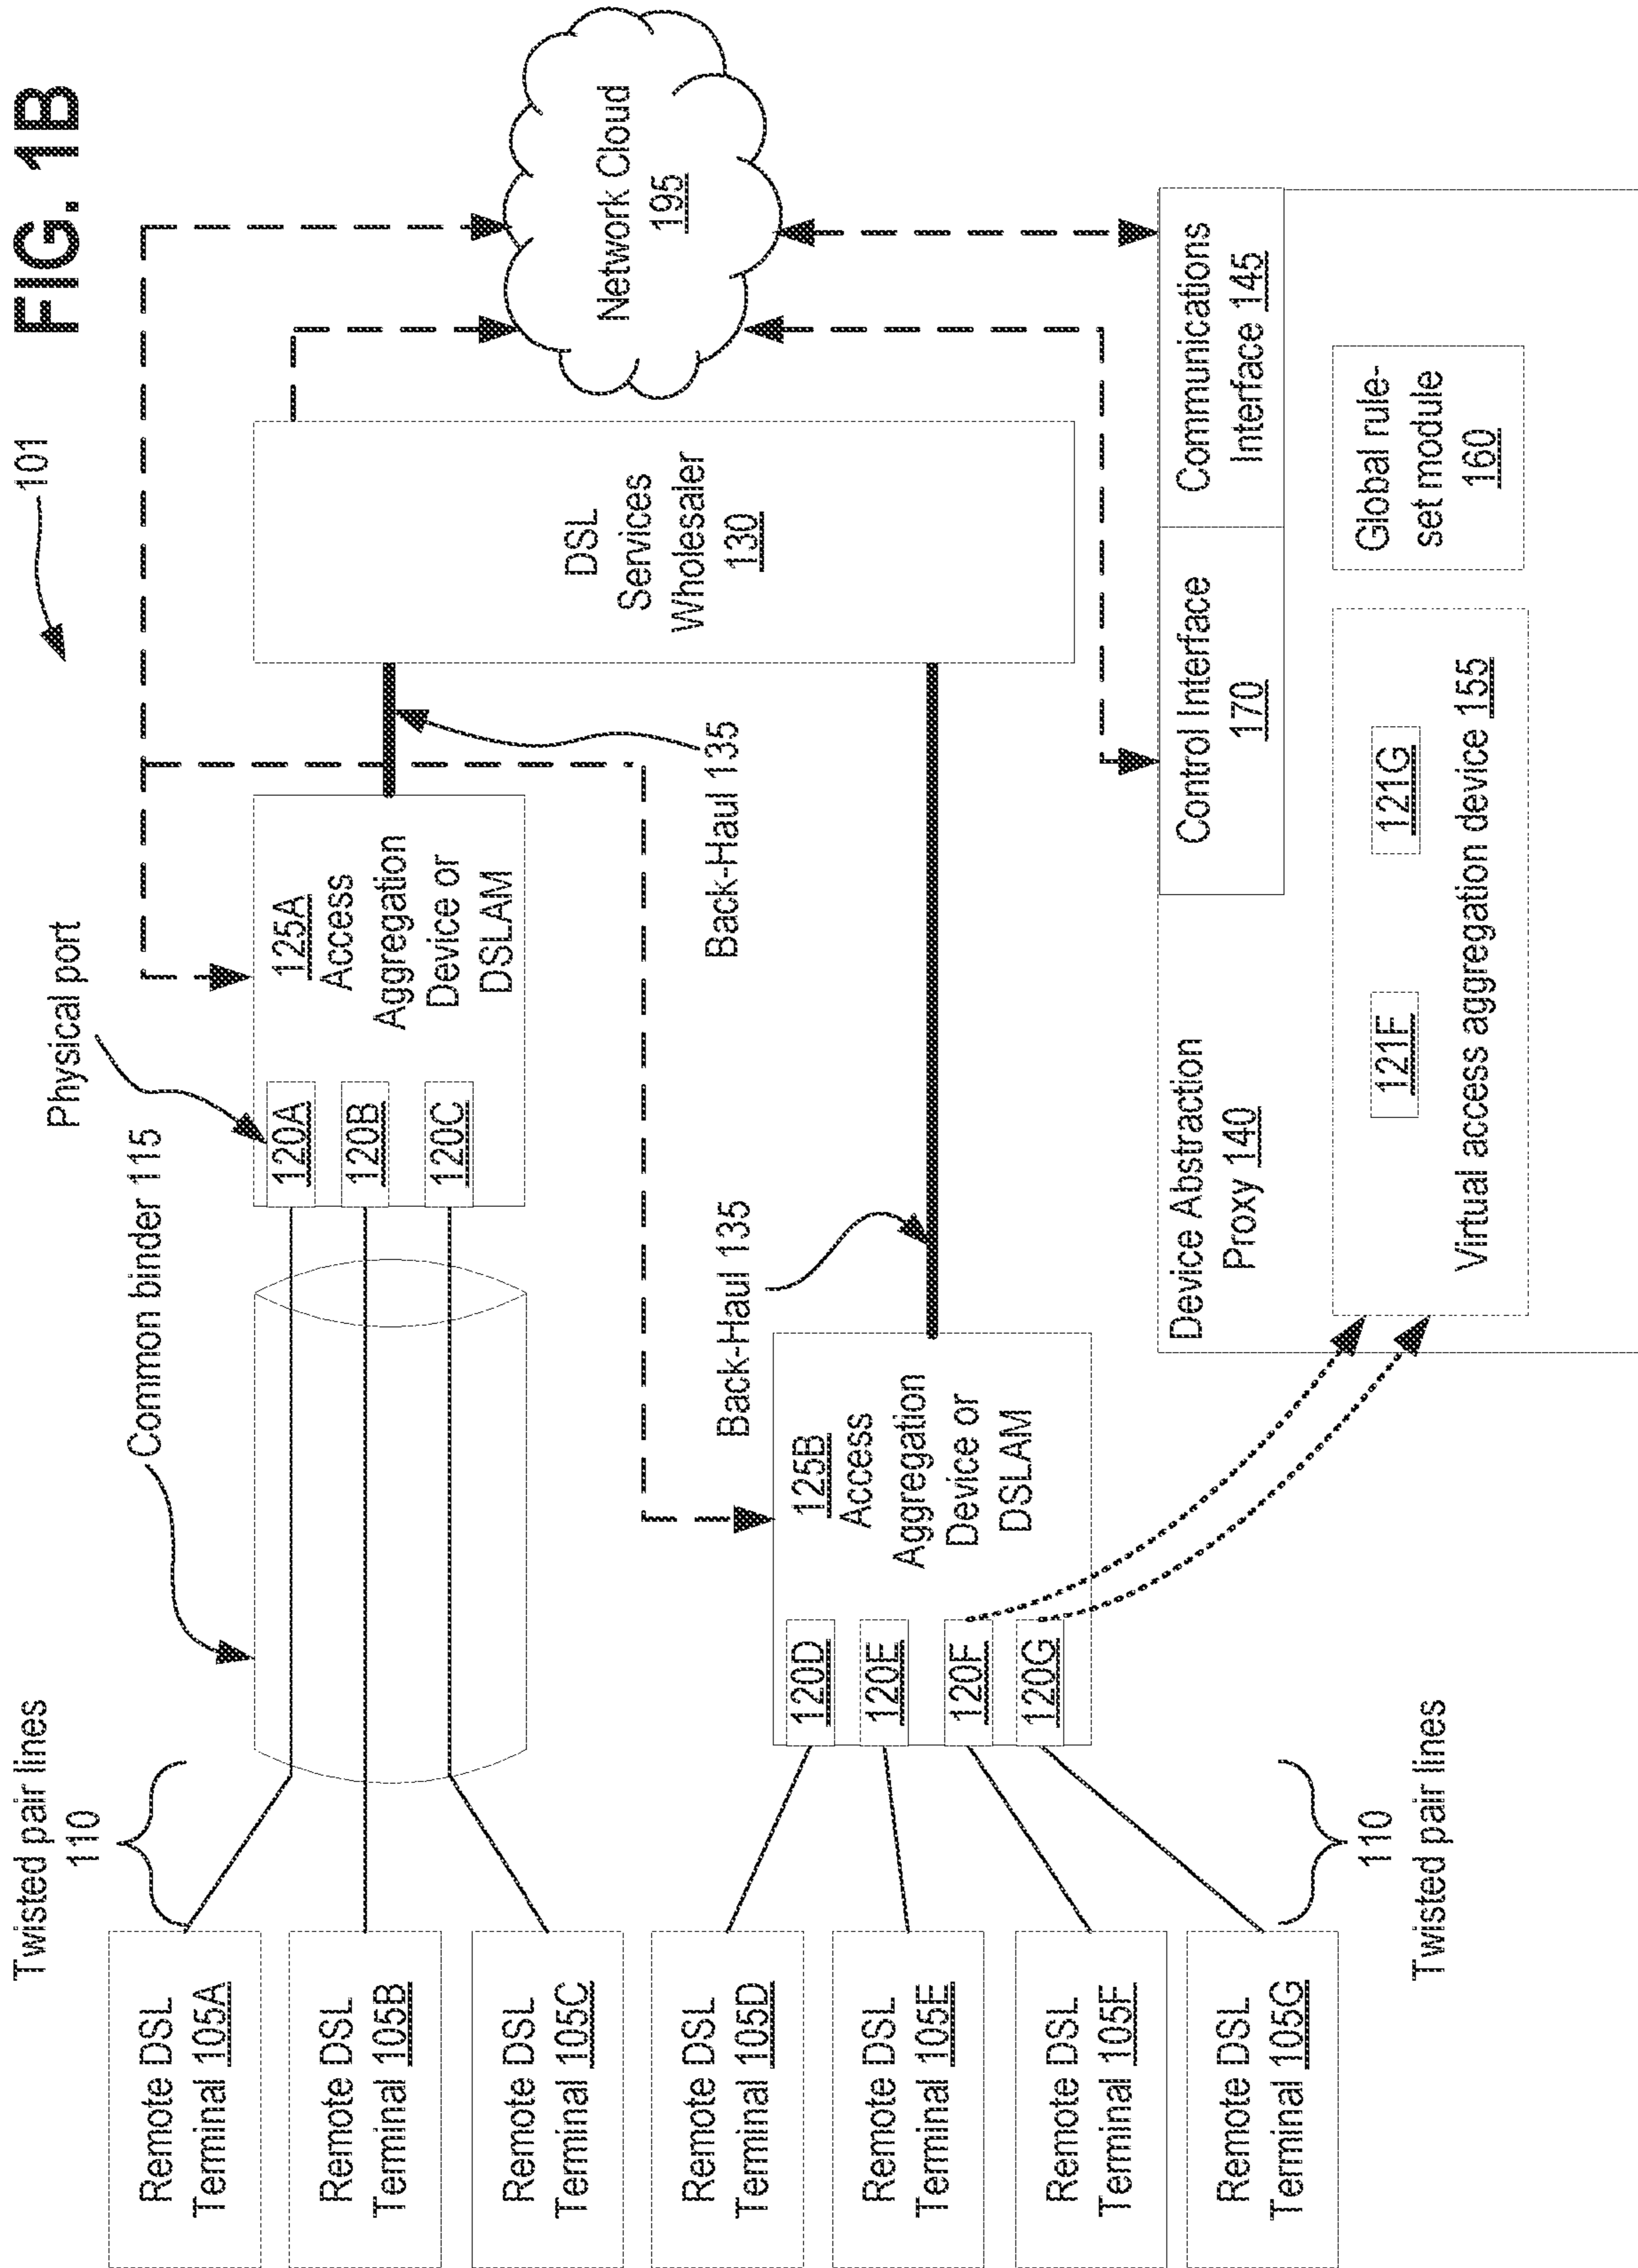 FIG. 1B
101
Twisted pair lines
110
Common binder 115
Physical port
Remote DSL
Terminal 105A
Remote DSL
Terminal 105B
Remote DSL
Terminal 105C
Remote DSL
Terminal 105D
Remote DSL
Terminal 105E
Remote DSL
Terminal 105F
Remote DSL
Terminal 105G
120A
120B
120C
125A
Access
Aggregation
Device or
DSLAM
Back-Haul 135
DSL
Services
Wholesaler
130
Network Cloud
195
120D
120E
120F
120G
125B
Access
Aggregation
Device or
DSLAM
Back-Haul 135
110
Twisted pair lines
Device Abstraction
Proxy 140
Control Interface
170
Communications
Interface 145
121F
121G
Virtual access aggregation device 155
Global rule-
set module
160